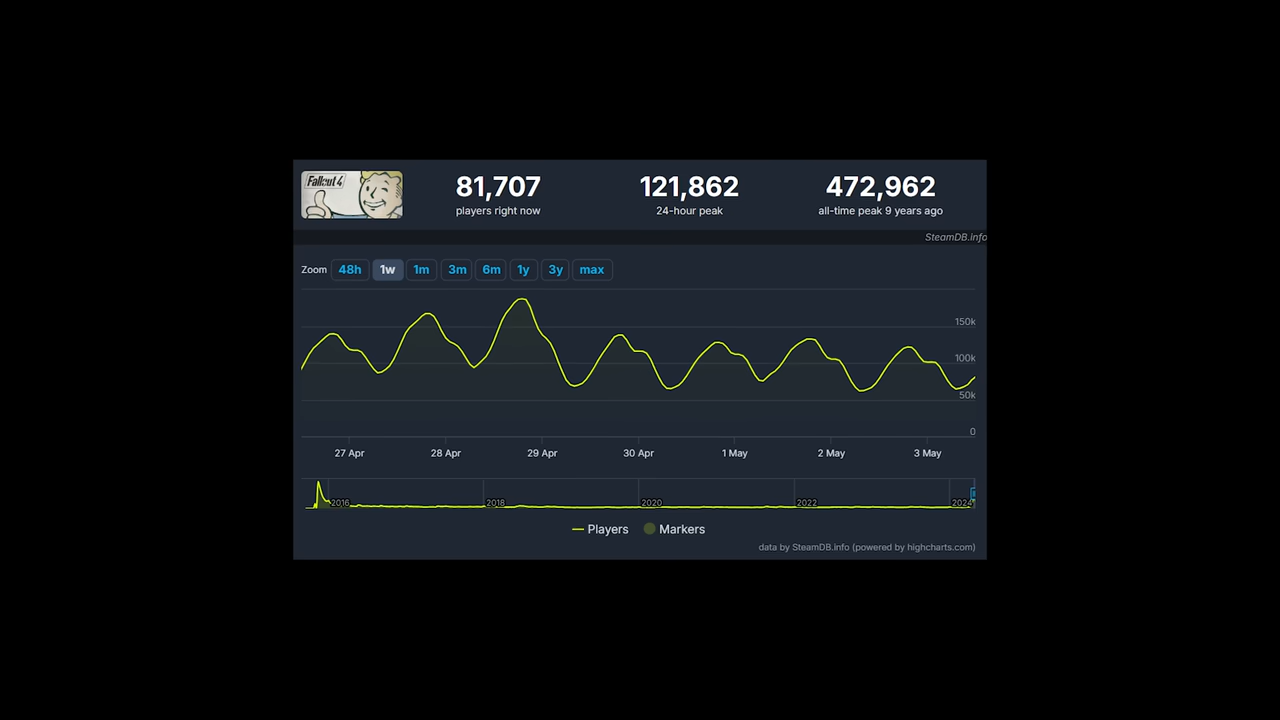 Fallout 4
81,707
players right now
121,862
24-hour peak
472,962
all-time peak 9 years ago
SteamDB.info
Zoom 48h 1w 1m 3m 6m 1y 3y max
150k
100k
50k
0
27 Apr 28 Apr 29 Apr 30 Apr 1 May 2 May 3 May
2016 2018 2020 2022 2024
Players Markers
data by SteamDB.info (powered by highcharts.com)